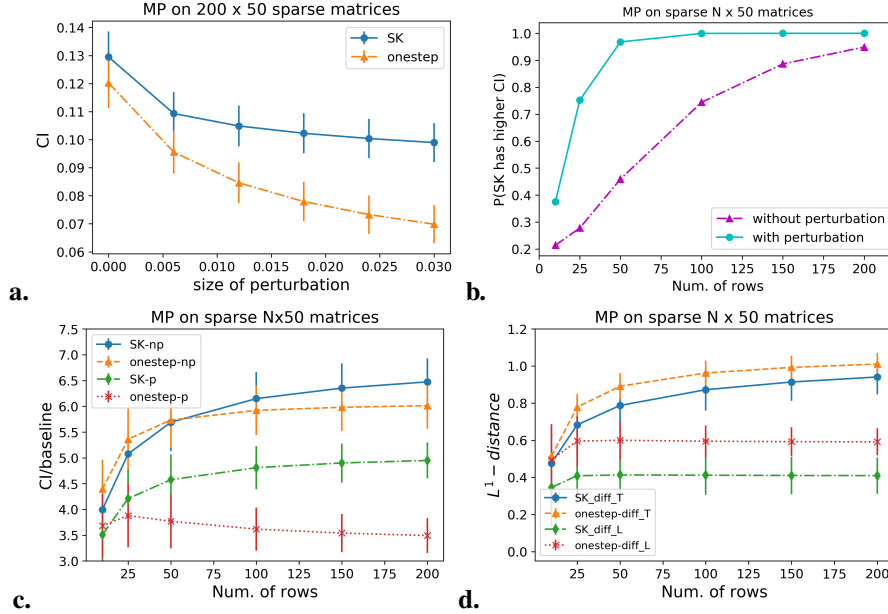 MP on 200 x 50 sparse matrices
0.14
0.13
0.12
0.11
0.10
0.09
0.08
0.07
0.06
CI
SK
onestep
0.000 0.005 0.010 0.015 0.020 0.025 0.030
size of perturbation
a.
MP on sparse N x 50 matrices
1.0
0.9
0.8
0.7
0.6
0.5
0.4
0.3
0.2
P(SK has higher CI)
without perturbation
with perturbation
0 25 50 75 100 125 150 175 200
Num. of rows
b.
MP on sparse Nx50 matrices
7.5
7.0
6.5
6.0
5.5
5.0
4.5
4.0
3.5
3.0
CI/baseline
SK-np
onestep-np
SK-p
onestep-p
25 50 75 100 125 150 175 200
Num. of rows
c.
MP on sparse N x 50 matrices
1.2
1.0
0.8
0.6
0.4
0.2
0.0
L¹ − distance
SK_diff_T
onestep-diff_T
SK_diff_L
onestep-diff_L
25 50 75 100 125 150 175 200
Num. of rows
d.